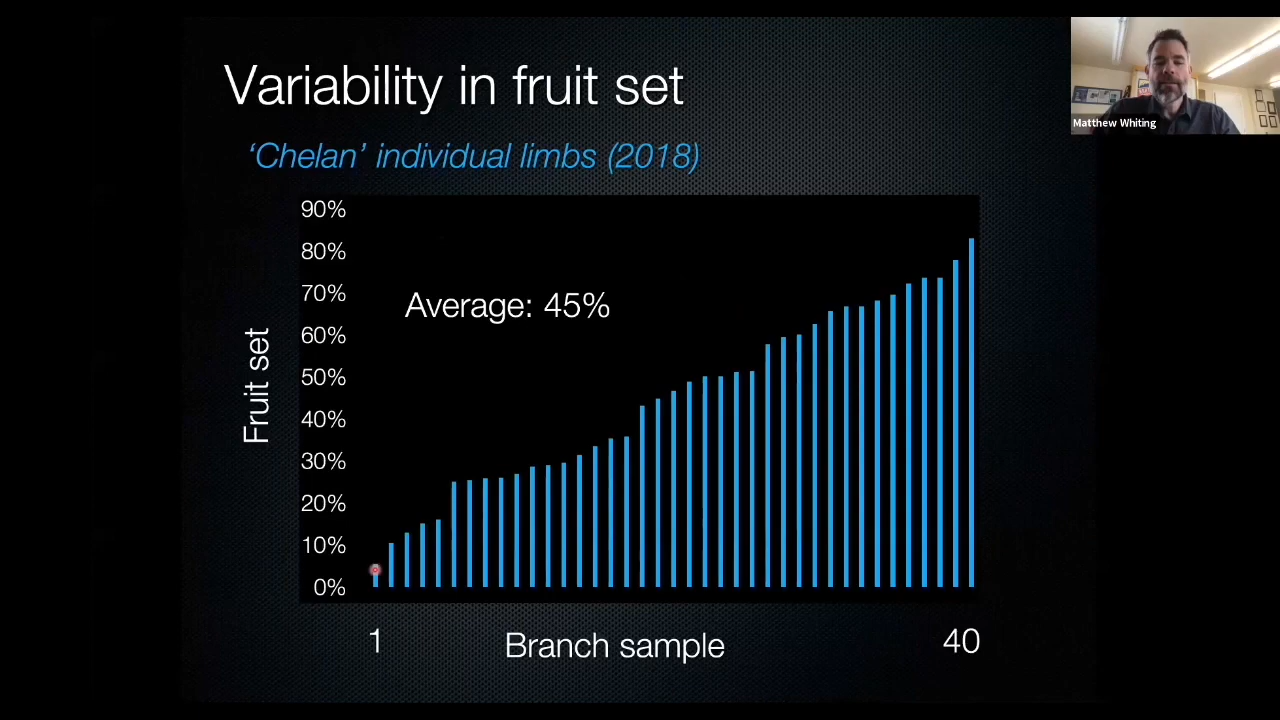 Variability in fruit set
‘Chelan’ individual limbs (2018)
Matthew Whiting
90%
80%
70%
60%
50%
40%
30%
20%
10%
0%
Average: 45%
Fruit set
1
Branch sample
40